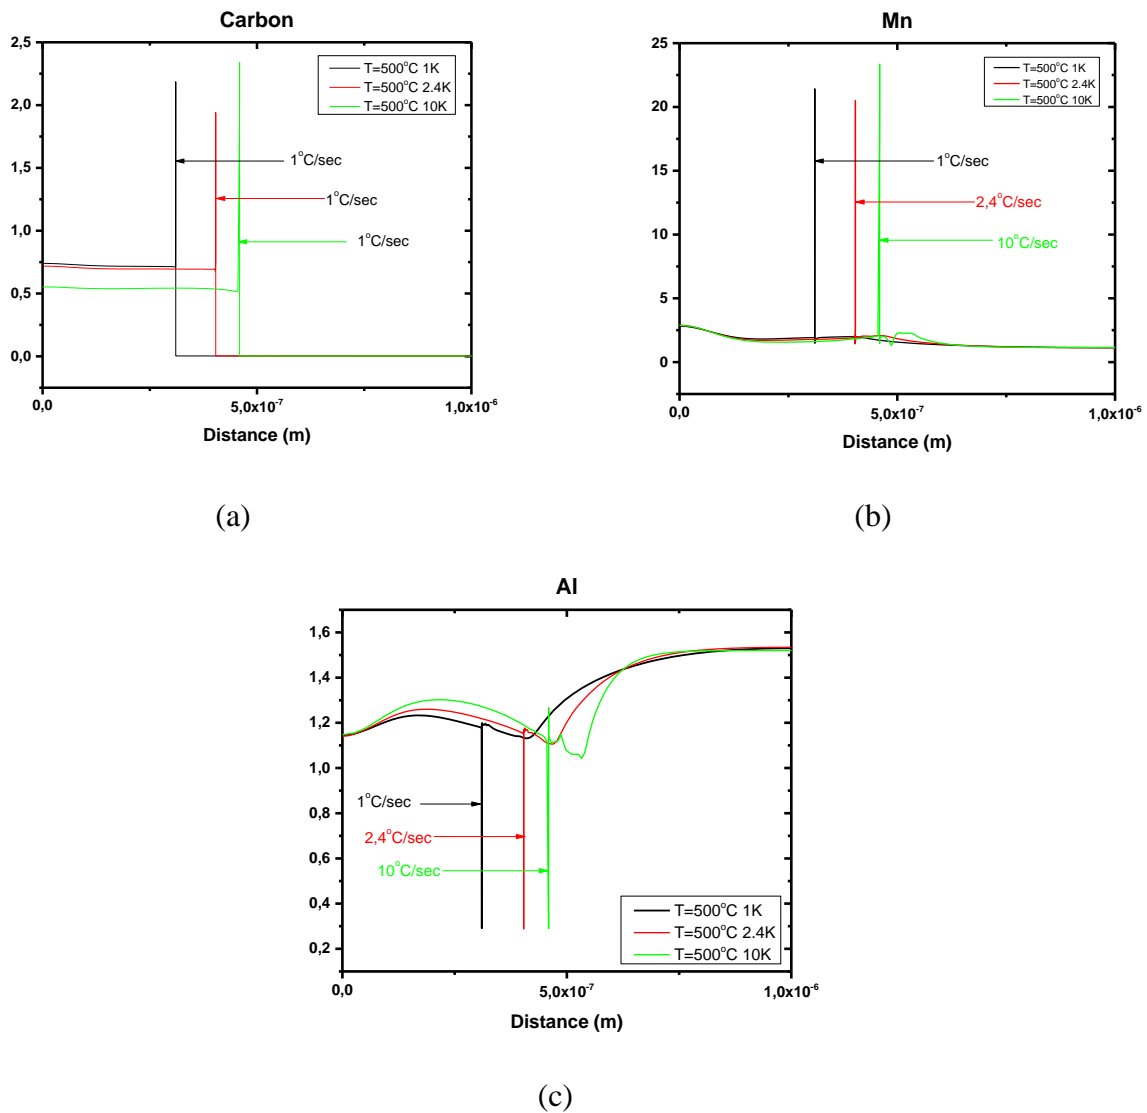 Carbon
2,5
2,0
1,5
1,0
0,5
0,0
T=500°C 1K
T=500°C 2.4K
T=500°C 10K
1°C/sec
1°C/sec
1°C/sec
0,0
5,0x10⁻⁷
1,0x10⁻⁶
Distance (m)
(a)
Mn
25
20
15
10
5
0
T=500°C 1K
T=500°C 2.4K
T=500°C 10K
1°C/sec
2,4°C/sec
10°C/sec
0,0
5,0x10⁻⁷
1,0x10⁻⁶
Distance (m)
(b)
Al
1,6
1,4
1,2
1,0
0,8
0,6
0,4
0,2
1°C/sec
2,4°C/sec
10°C/sec
T=500°C 1K
T=500°C 2.4K
T=500°C 10K
0,0
5,0x10⁻⁷
1,0x10⁻⁶
Distance (m)
(c)